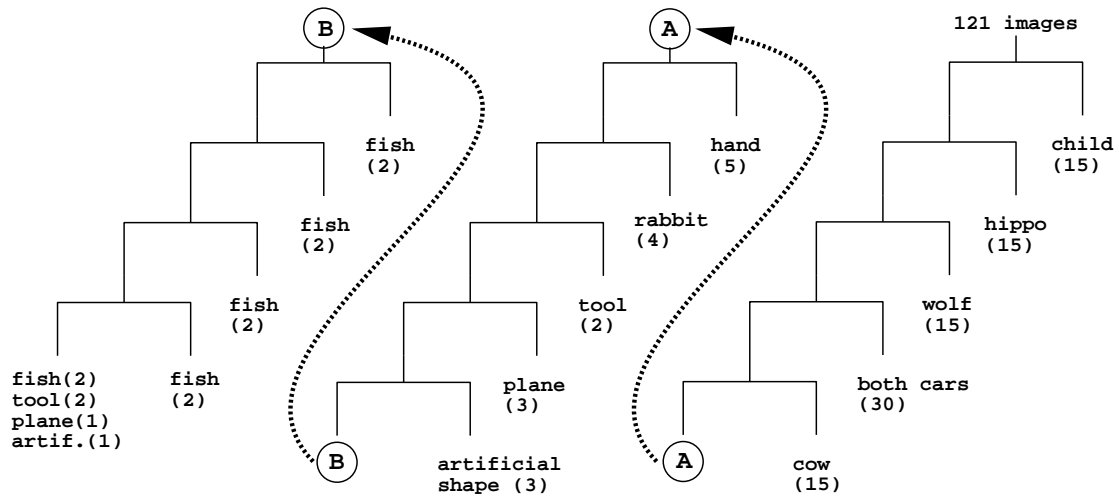 B
A
121 images
fish
(2)
hand
(5)
child
(15)
fish
(2)
rabbit
(4)
hippo
(15)
fish
(2)
tool
(2)
wolf
(15)
fish(2)
tool(2)
plane(1)
artif.(1)
fish
(2)
plane
(3)
both cars
(30)
B
artificial
shape (3)
A
cow
(15)